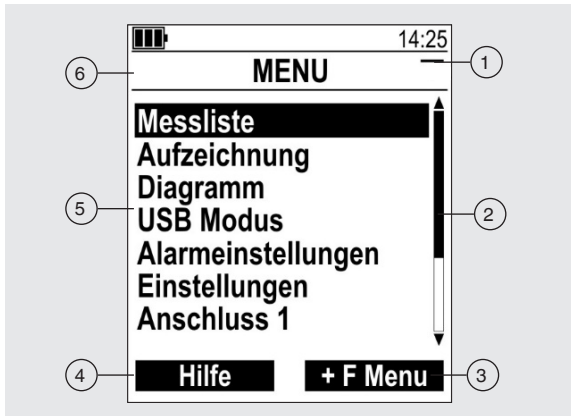 14:25
MENU
1
6
Messliste
Aufzeichnung
Diagramm
USB Modus
Alarmeinstellungen
Einstellungen
Anschluss 1
5
2
4
Hilfe
+ F Menu
3